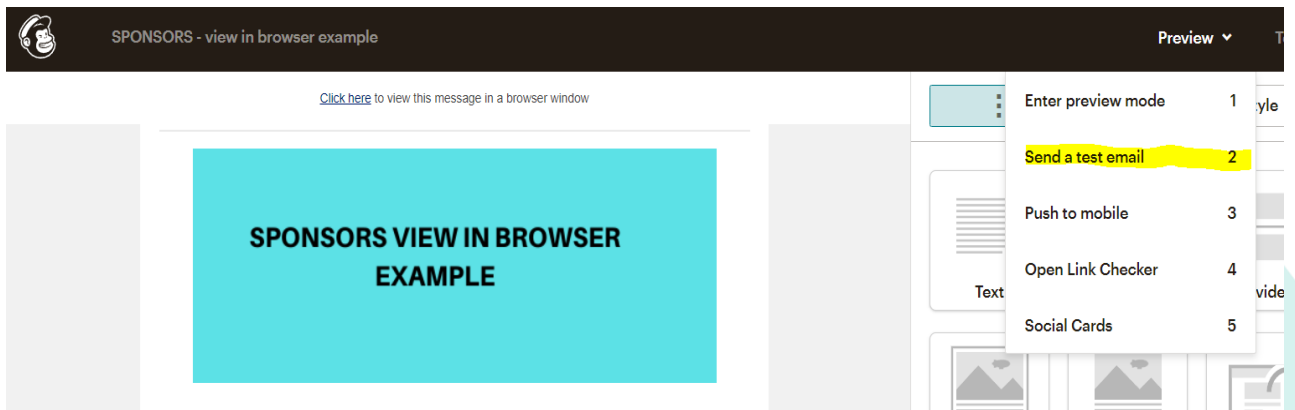 SPONSORS - view in browser example
Preview
Click here to view this message in a browser window
Enter preview mode 1
Send a test email 2
Push to mobile 3
Open Link Checker 4
Social Cards 5
SPONSORS VIEW IN BROWSER
EXAMPLE
Text